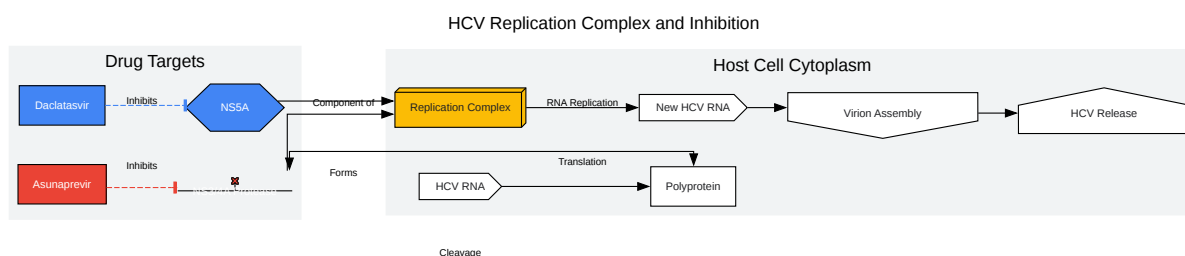 HCV Replication Complex and Inhibition
Drug Targets
Host Cell Cytoplasm
Daclatasvir
Inhibits
NS5A
Component of
Replication Complex
RNA Replication
New HCV RNA
Virion Assembly
HCV Release
Asunaprevir
Inhibits
Forms
Translation
HCV RNA
Polyprotein
Cleavage